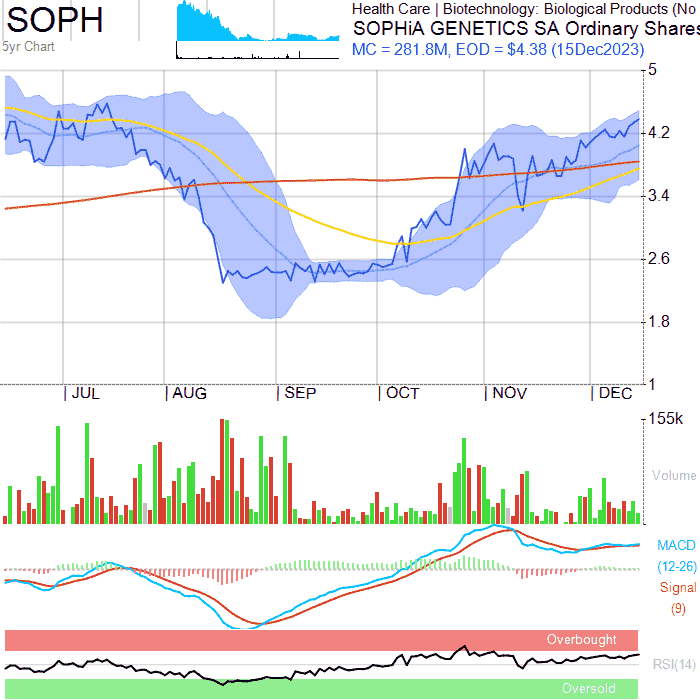 SOPH
5yr Chart
Health Care | Biotechnology: Biological Products (No
SOPHiA GENETICS SA Ordinary Shares
MC = 281.8M, EOD = $4.38 (15Dec2023)
5
4.2
3.4
2.6
1.8
1
JUL AUG SEP OCT NOV DEC
155k
Volume
MACD
(12-26)
Signal
(9)
Overbought
RSI(14)
Oversold